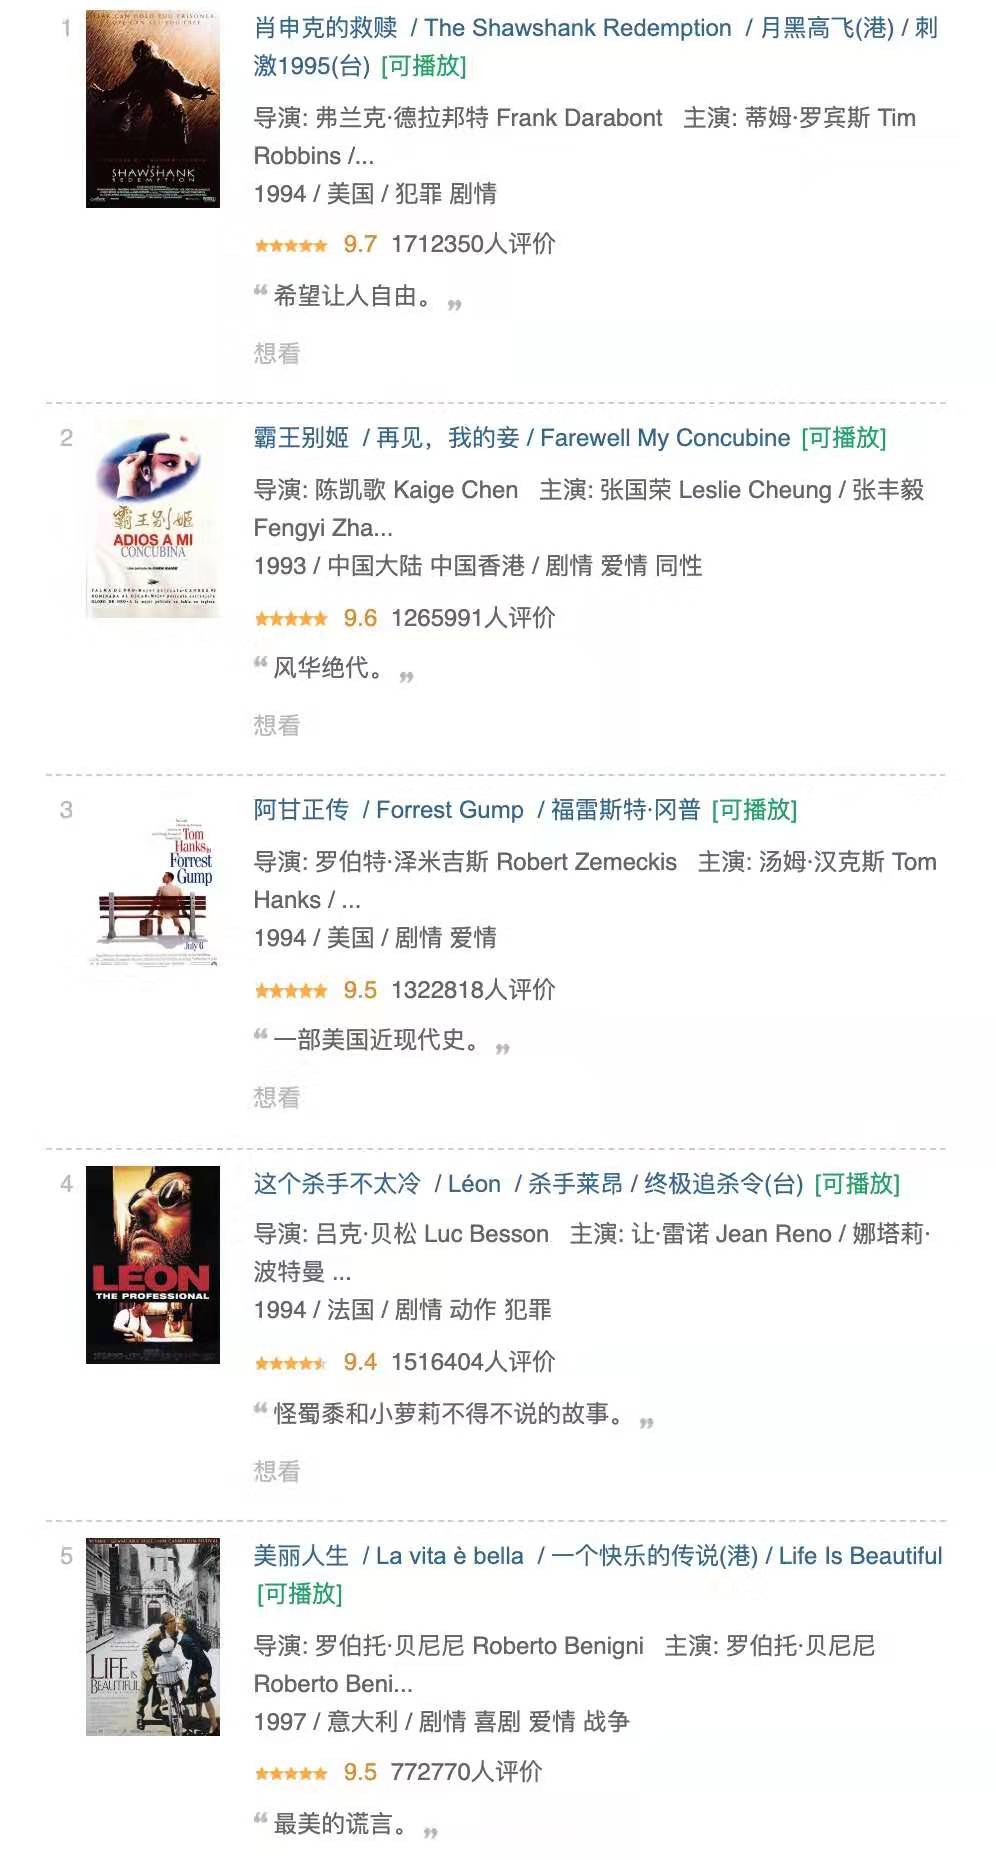 1
肖申克的救赎 / The Shawshank Redemption / 月黑高飞(港) / 刺
激1995(台) [可播放]
导演: 弗兰克·德拉邦特 Frank Darabont 主演: 蒂姆·罗宾斯 Tim
Robbins /...
1994 / 美国 / 犯罪 剧情
9.7 1712350人评价
“ 希望让人自由。 ”
想看
THE
SHAWSHANK
REDEMPTION
2
霸王别姬 / 再见，我的妾 / Farewell My Concubine [可播放]
导演: 陈凯歌 Kaige Chen 主演: 张国荣 Leslie Cheung / 张丰毅
Fengyi Zha...
1993 / 中国大陆 中国香港 / 剧情 爱情 同性
9.6 1265991人评价
“ 风华绝代。 ”
想看
霸王别姬
ADIOS A MI
CONCUBINA
3
阿甘正传 / Forrest Gump / 福雷斯特·冈普 [可播放]
导演: 罗伯特·泽米吉斯 Robert Zemeckis 主演: 汤姆·汉克斯 Tom
Hanks / ...
1994 / 美国 / 剧情 爱情
9.5 1322818人评价
“ 一部美国近现代史。 ”
想看
Tom
Hanks is
Forrest
Gump
July 6
4
这个杀手不太冷 / Léon / 杀手莱昂 / 终极追杀令(台) [可播放]
导演: 吕克·贝松 Luc Besson 主演: 让·雷诺 Jean Reno / 娜塔莉·
波特曼 ...
1994 / 法国 / 剧情 动作 犯罪
9.4 1516404人评价
“ 怪蜀黍和小萝莉不得不说的故事。 ”
想看
LEON
THE PROFESSIONAL
5
美丽人生 / La vita è bella / 一个快乐的传说(港) / Life Is Beautiful
[可播放]
导演: 罗伯托·贝尼尼 Roberto Benigni 主演: 罗伯托·贝尼尼
Roberto Beni...
1997 / 意大利 / 剧情 喜剧 爱情 战争
9.5 772770人评价
“ 最美的谎言。 ”
LIFE IS
BEAUTIFUL